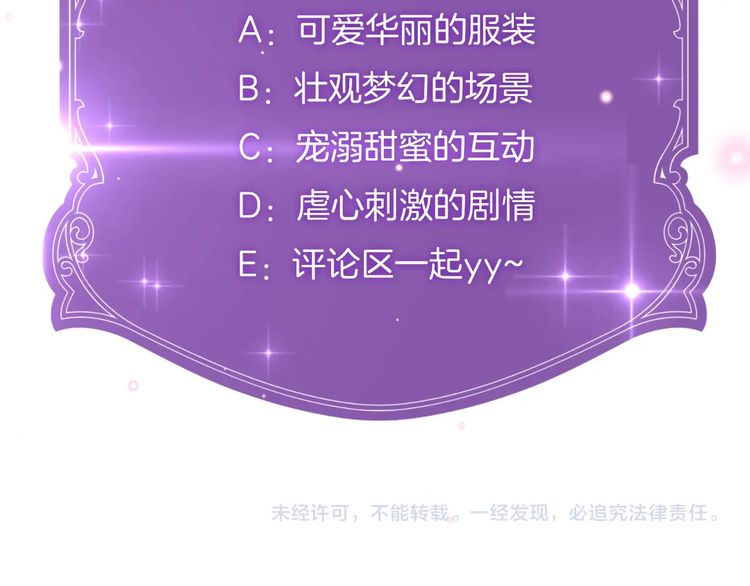 A：可爱华丽的服装
B：壮观梦幻的场景
C：宠溺甜蜜的互动
D：虐心刺激的剧情
E：评论区一起yy~
未经许可，不能转载。一经发现，必追究法律责任。